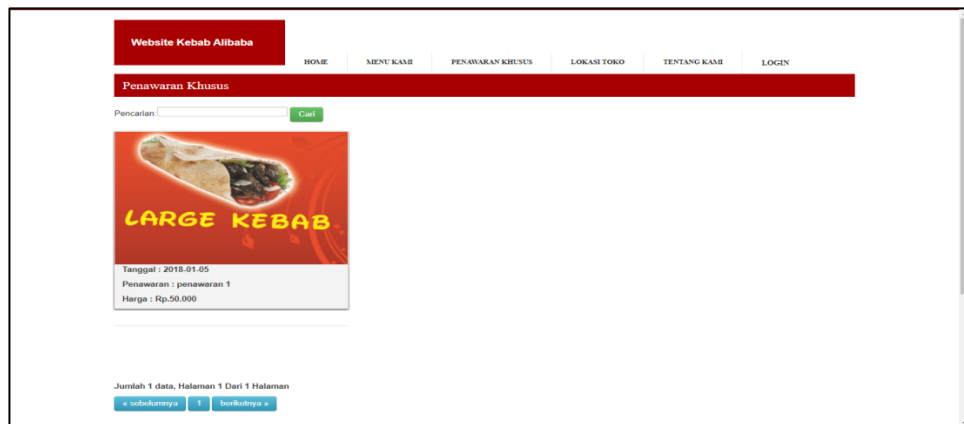 Website Kebab Alibaba
HOME MENU KAMI PENAWARAN KHUSUS LOKASI TOKO TENTANG KAMI LOGIN
Penawaran Khusus
Pencarian: Cari
LARGE KEBAB
Tanggal : 2018-01-05
Penawaran : penawaran 1
Harga : Rp.50.000
Jumlah 1 data, Halaman 1 Dari 1 Halaman
« sebelumnya 1 berikutnya »